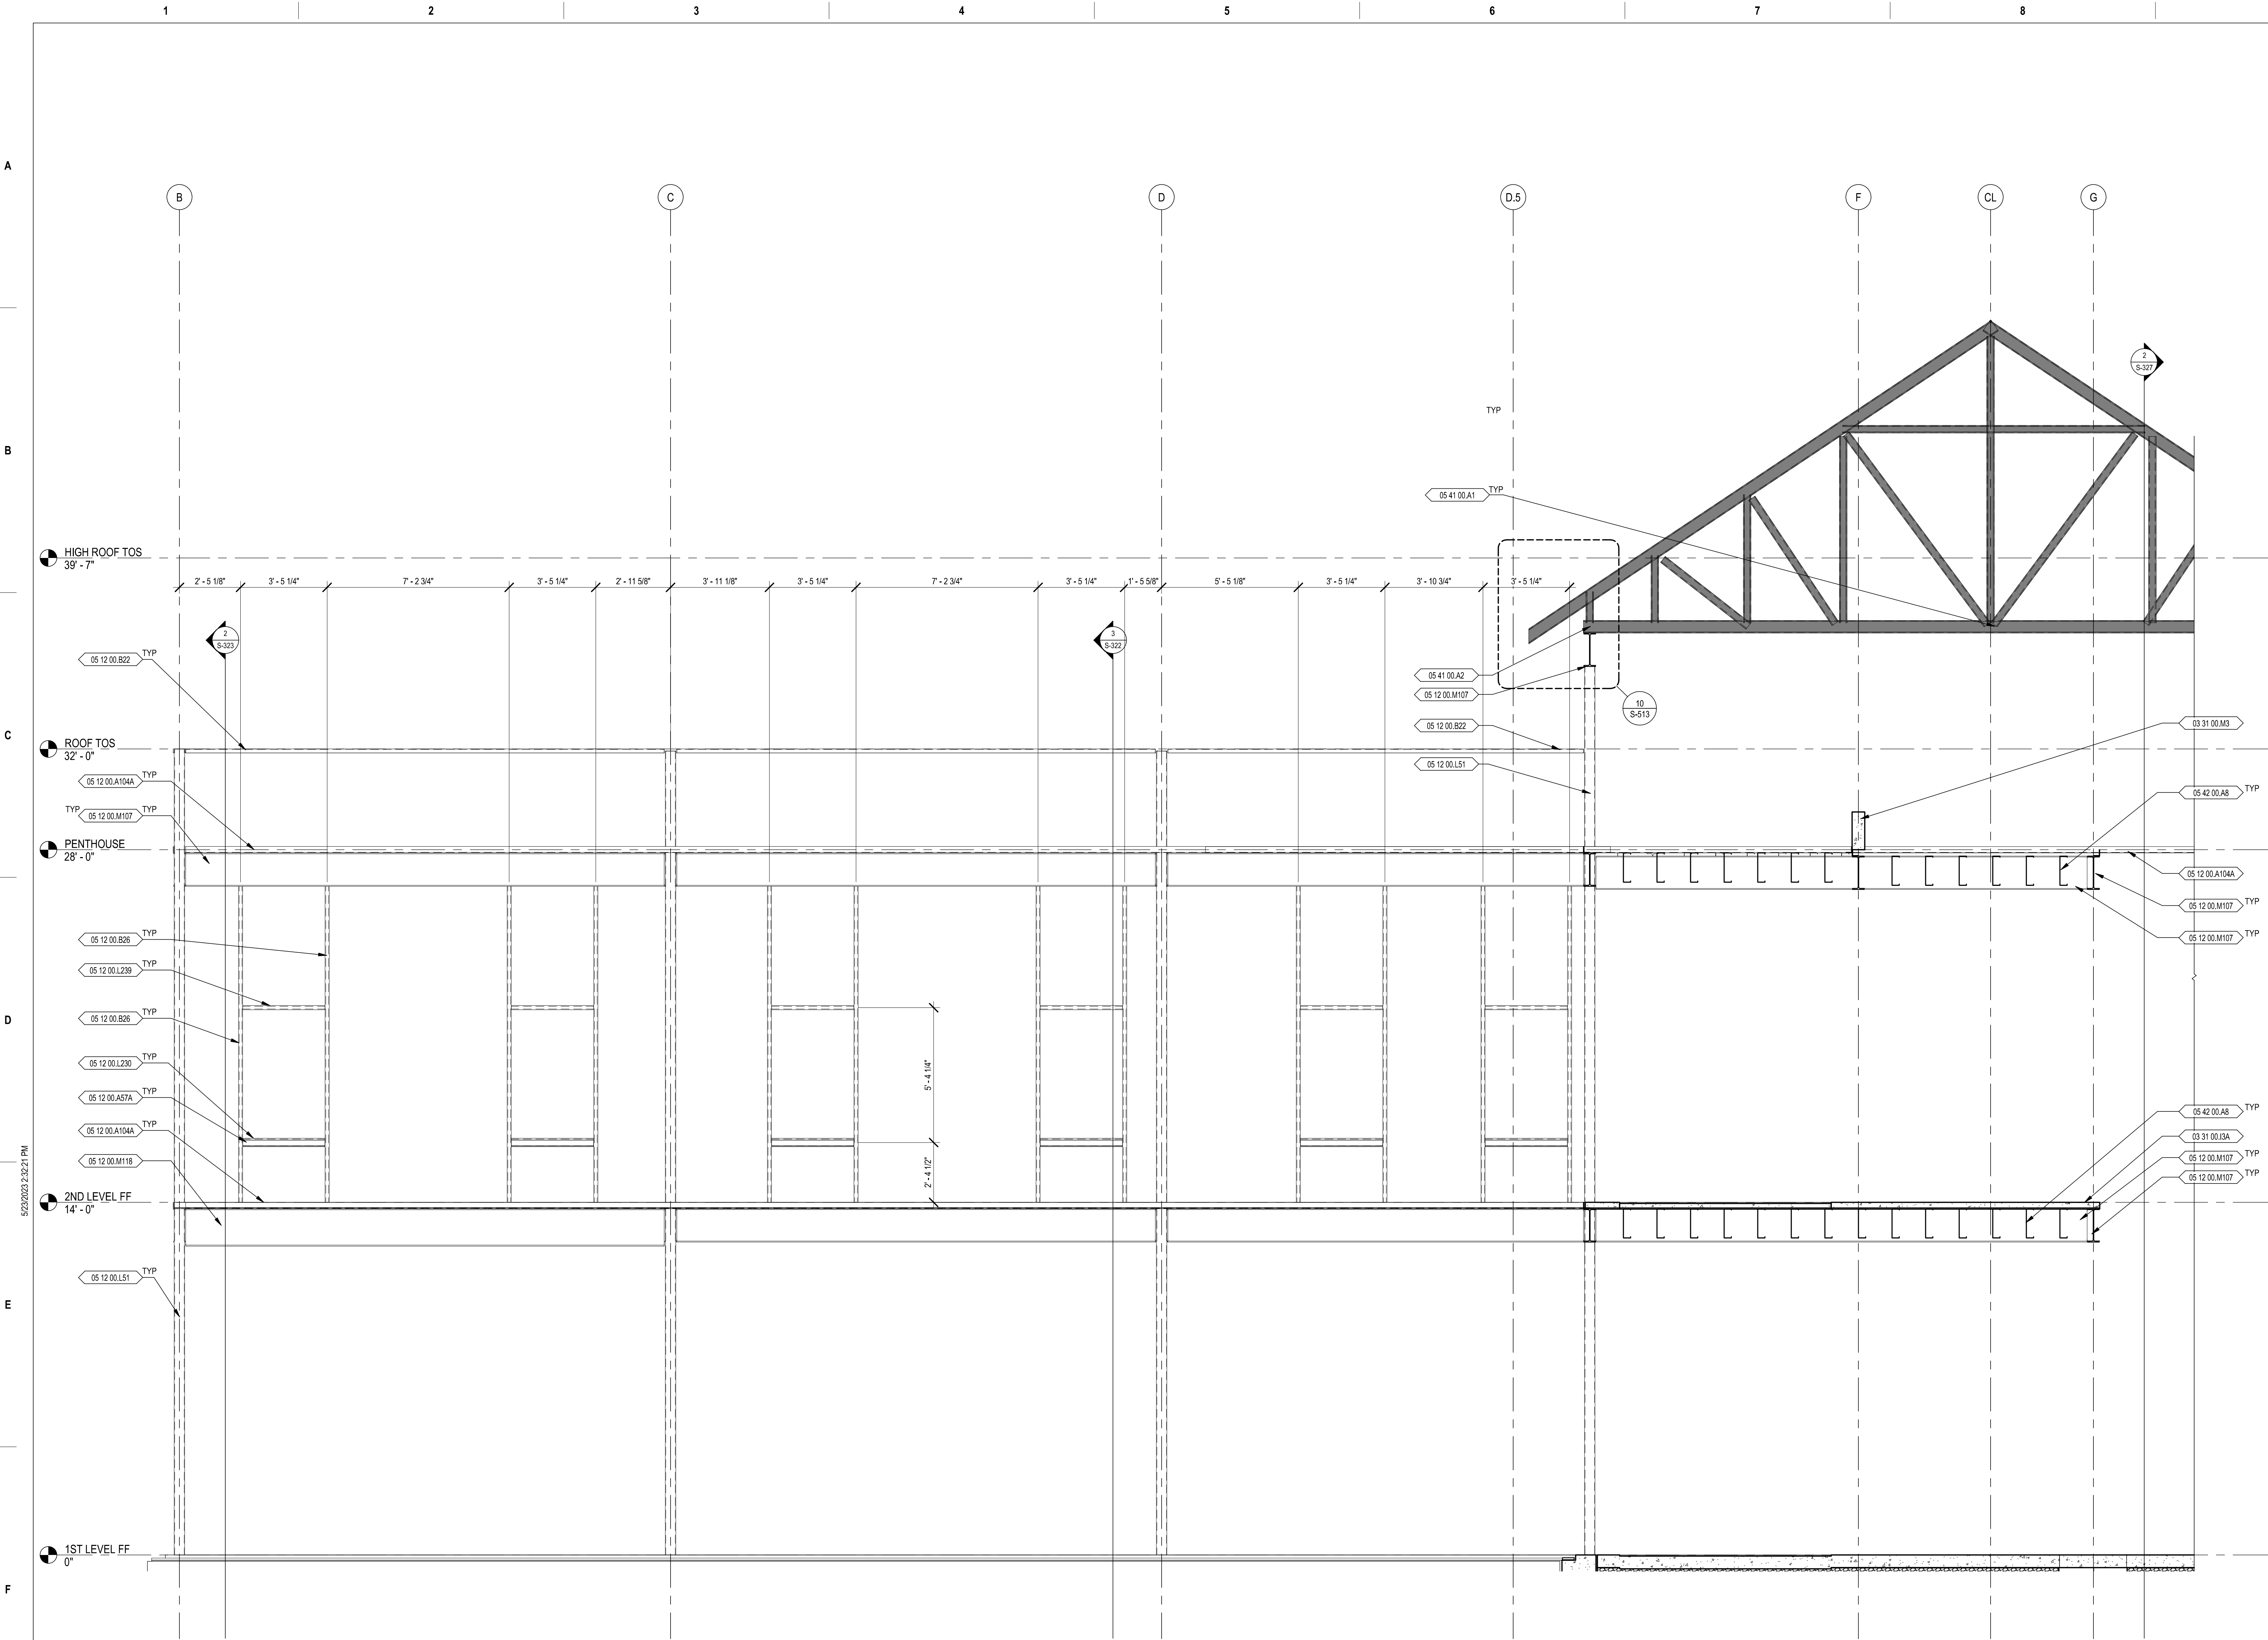 1 2 3 4 5 6 7 8
A
B C D D.5 F CL G
2
S-327
TYP
B
05 41 00.A1 TYP
HIGH ROOF TOS
39' - 7"
2' - 5 1/8" 3' - 5 1/4" 7' - 2 3/4" 3' - 5 1/4" 2' - 11 5/8" 3' - 11 1/8" 3' - 5 1/4" 7' - 2 3/4" 3' - 5 1/4" 1' - 5 5/8" 5' - 5 1/8" 3' - 5 1/4" 3' - 10 3/4" 3' - 5 1/4"
2
S-323
3
S-322
05 12 00.B22 TYP
05 41 00.A2
05 12 00.M107
10
S-513
05 12 00.B22
03 31 00.M3
C
ROOF TOS
32' - 0"
05 12 00.L51
05 12 00.A104A TYP
05 42 00.A8 TYP
TYP 05 12 00.M107 TYP
PENTHOUSE
28' - 0"
05 12 00.A104A
05 12 00.M107 TYP
05 12 00.B26 TYP
05 12 00.M107 TYP
05 12 00.L239 TYP
D
05 12 00.B26 TYP
05 12 00.L230 TYP
5' - 4 1/4"
05 12 00.A57A TYP
05 42 00.A8 TYP
05 12 00.A104A TYP
03 31 00.I3A
05 12 00.M118
05 12 00.M107 TYP
2' - 4 1/2"
05 12 00.M107 TYP
5/23/2023 2:32:21 PM
2ND LEVEL FF
14' - 0"
05 12 00.L51 TYP
E
1ST LEVEL FF
0"
F